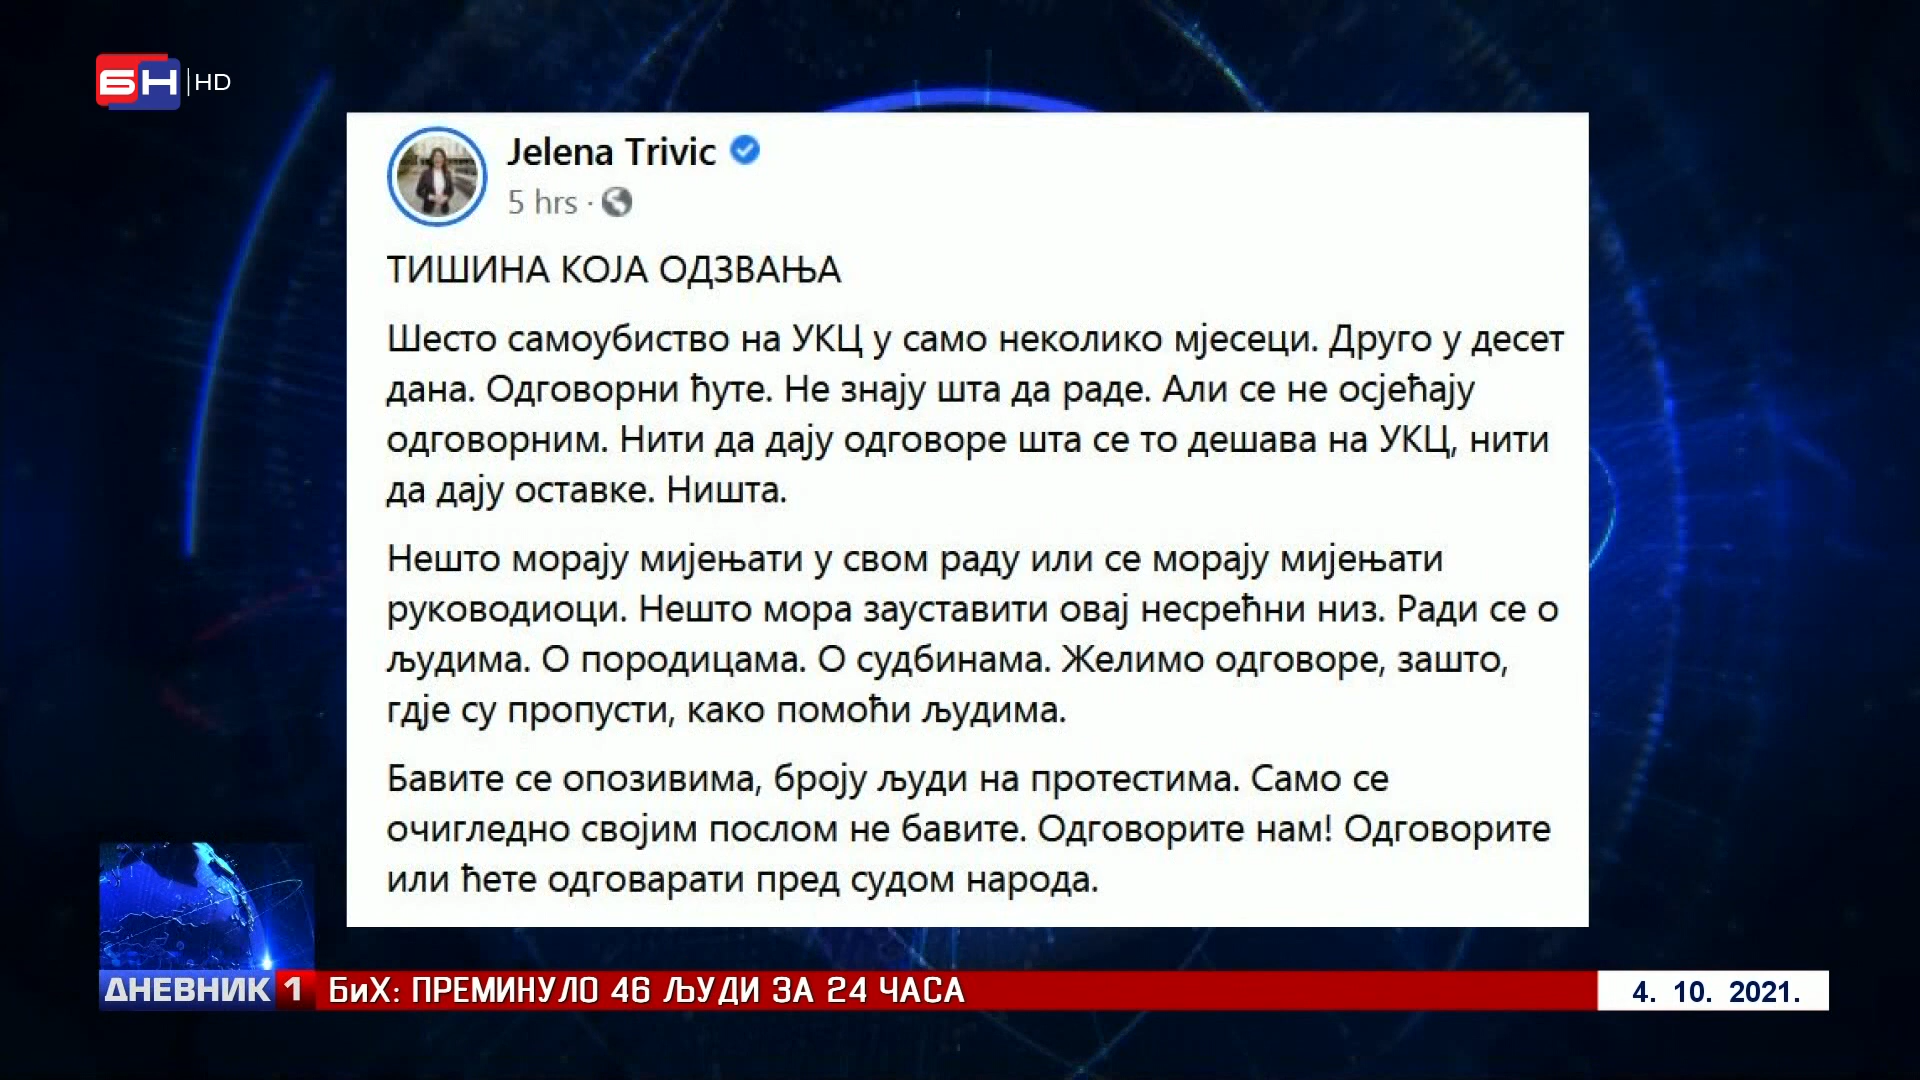 БН HD
Jelena Trivic
5 hrs ·
ТИШИНА КОЈА ОДЗВАЊА
Шесто самоубиство на УКЦ у само неколико мјесеци. Друго у десет
дана. Одговорни ћуте. Не знају шта да раде. Али се не осјећају
одговорним. Нити да дају одговоре шта се то дешава на УКЦ, нити
да дају оставке. Ништа.
Нешто морају мијењати у свом раду или се морају мијењати
руководиоци. Нешто мора зауставити овај несрећни низ. Ради се о
људима. О породицама. О судбинама. Желимо одговоре, зашто,
гдје су пропусти, како помоћи људима.
Бавите се опозивима, броју људи на протестима. Само се
очигледно својим послом не бавите. Одговорите нам! Одговорите
или ћете одговарати пред судом народа.
ДНЕВНИК 1 БиХ: ПРЕМИНУЛО 46 ЉУДИ ЗА 24 ЧАСА 4. 10. 2021.